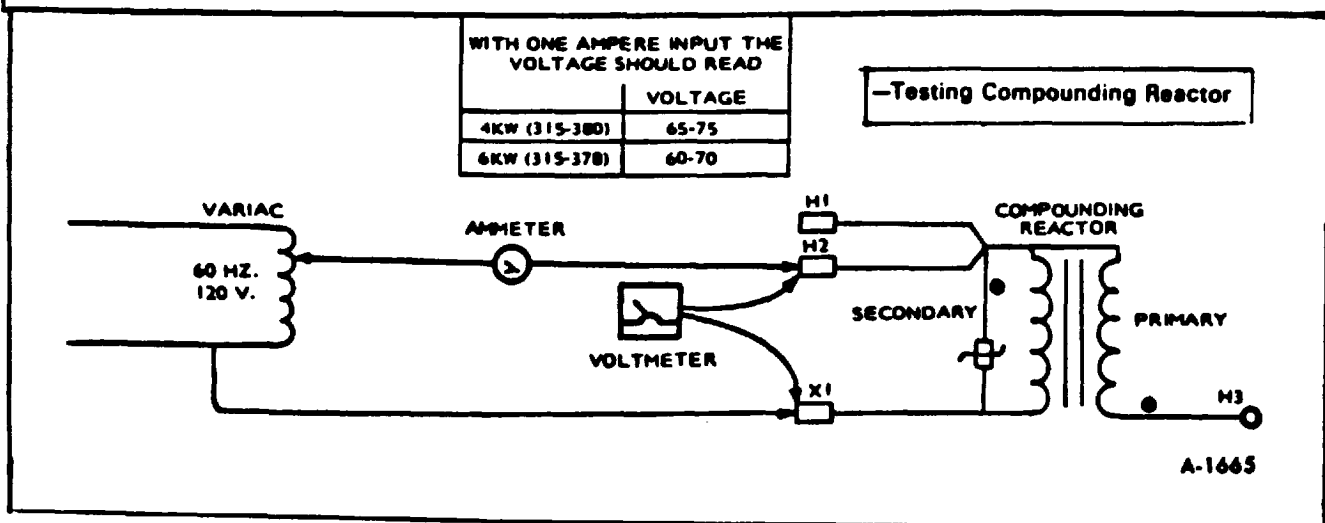 WITH ONE AMPERE INPUT THE
VOLTAGE SHOULD READ
VOLTAGE
4KW (315-380) 65-75
6KW (315-378) 60-70
—Testing Compounding Reactor
VARIAC
60 HZ.
120 V.
AMMETER
A
VOLTMETER
H1
H2
X1
COMPOUNDING
REACTOR
SECONDARY
PRIMARY
H3
A-1665